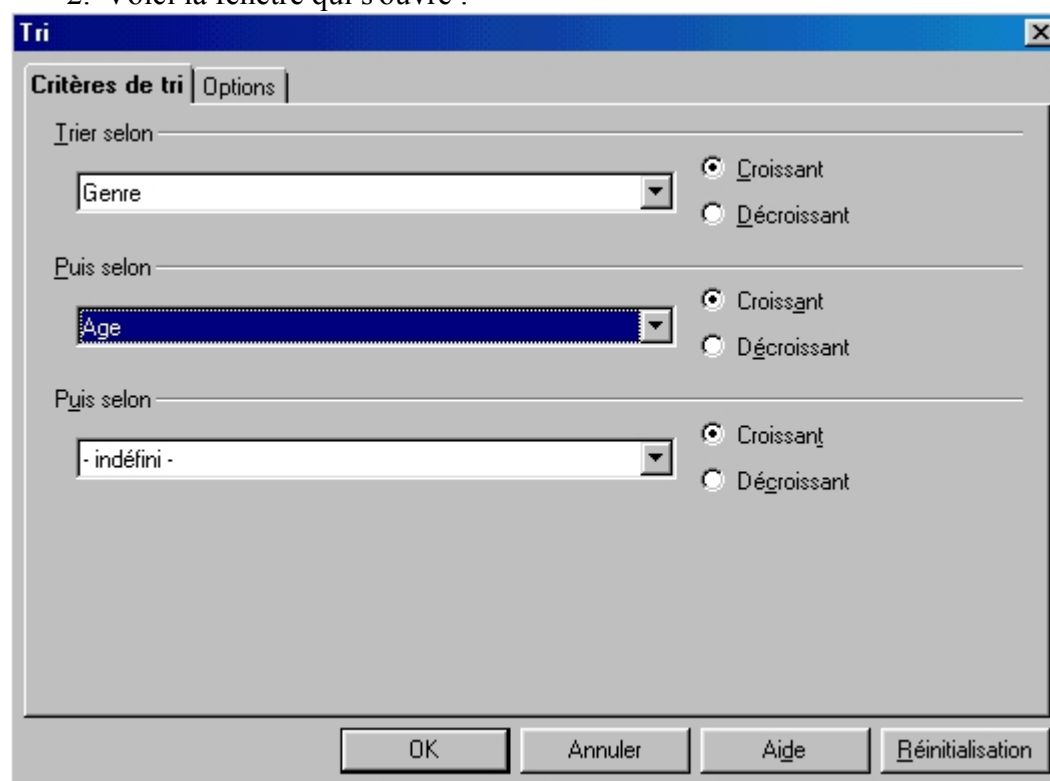 2. Voici la fenêtre qui s'ouvre :
Tri
Critères de tri Options
Trier selon
Genre
Croissant
Décroissant
Puis selon
Age
Croissant
Décroissant
Puis selon
- indéfini -
Croissant
Décroissant
OK Annuler Aide Réinitialisation